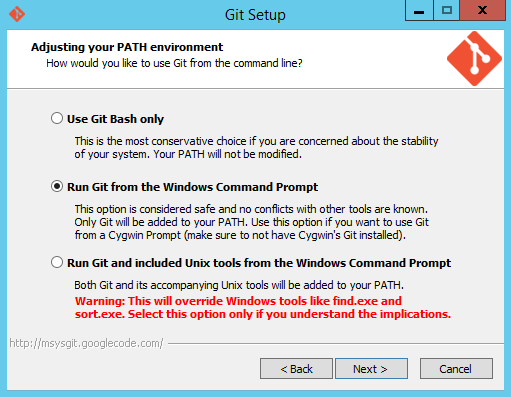 Git Setup
Adjusting your PATH environment
How would you like to use Git from the command line?
Use Git Bash only
This is the most conservative choice if you are concerned about the stability
of your system. Your PATH will not be modified.
Run Git from the Windows Command Prompt
This option is considered safe and no conflicts with other tools are known.
Only Git will be added to your PATH. Use this option if you want to use Git
from a Cygwin Prompt (make sure to not have Cygwin's Git installed).
Run Git and included Unix tools from the Windows Command Prompt
Both Git and its accompanying Unix tools will be added to your PATH.
Warning: This will override Windows tools like find.exe and
sort.exe. Select this option only if you understand the implications.
http://msysgit.googlecode.com/
< Back
Next >
Cancel